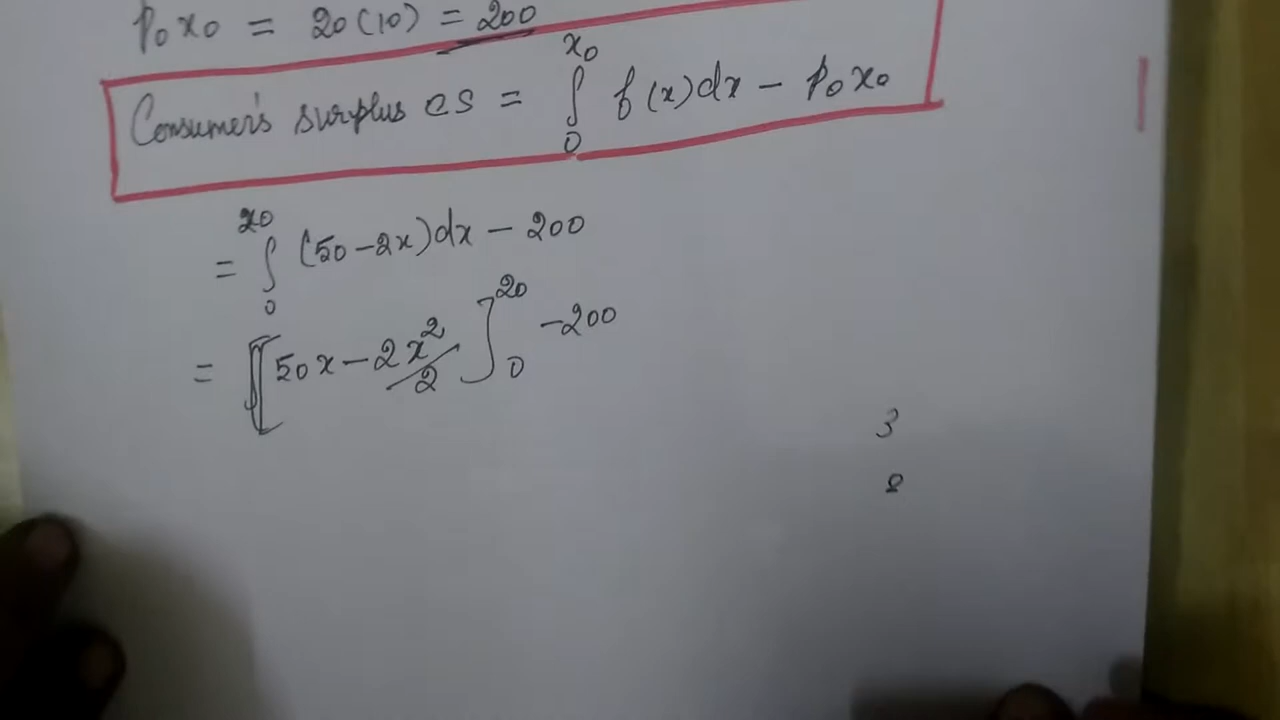 p₀x₀ = 20(10) = 200
Consumer's surplus CS = ∫₀^x₀ f(x)dx − p₀x₀
= ∫₀^20 (50−2x)dx − 200
= [50x − 2x²/2]₀^20 −200
3
8